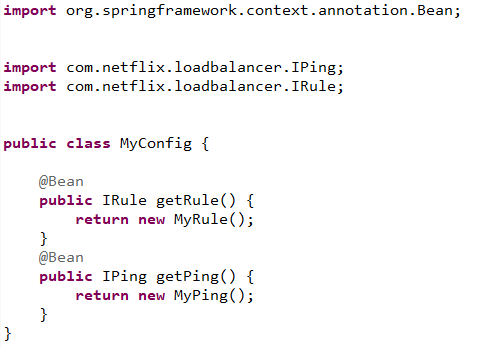 import org.springframework.context.annotation.Bean;
import com.netflix.loadbalancer.IPing;
import com.netflix.loadbalancer.IRule;
public class MyConfig {
@Bean
public IRule getRule() {
return new MyRule();
}
@Bean
public IPing getPing() {
return new MyPing();
}
}